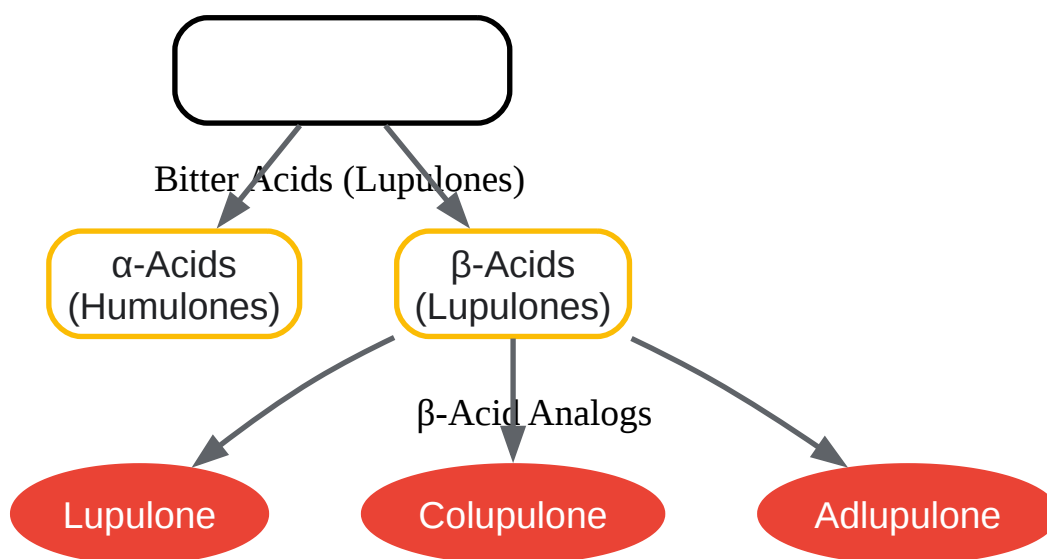 Bitter Acids (Lupulones)
α-Acids
(Humulones)
β-Acids
(Lupulones)
β-Acid Analogs
Lupulone
Colupulone
Adlupulone